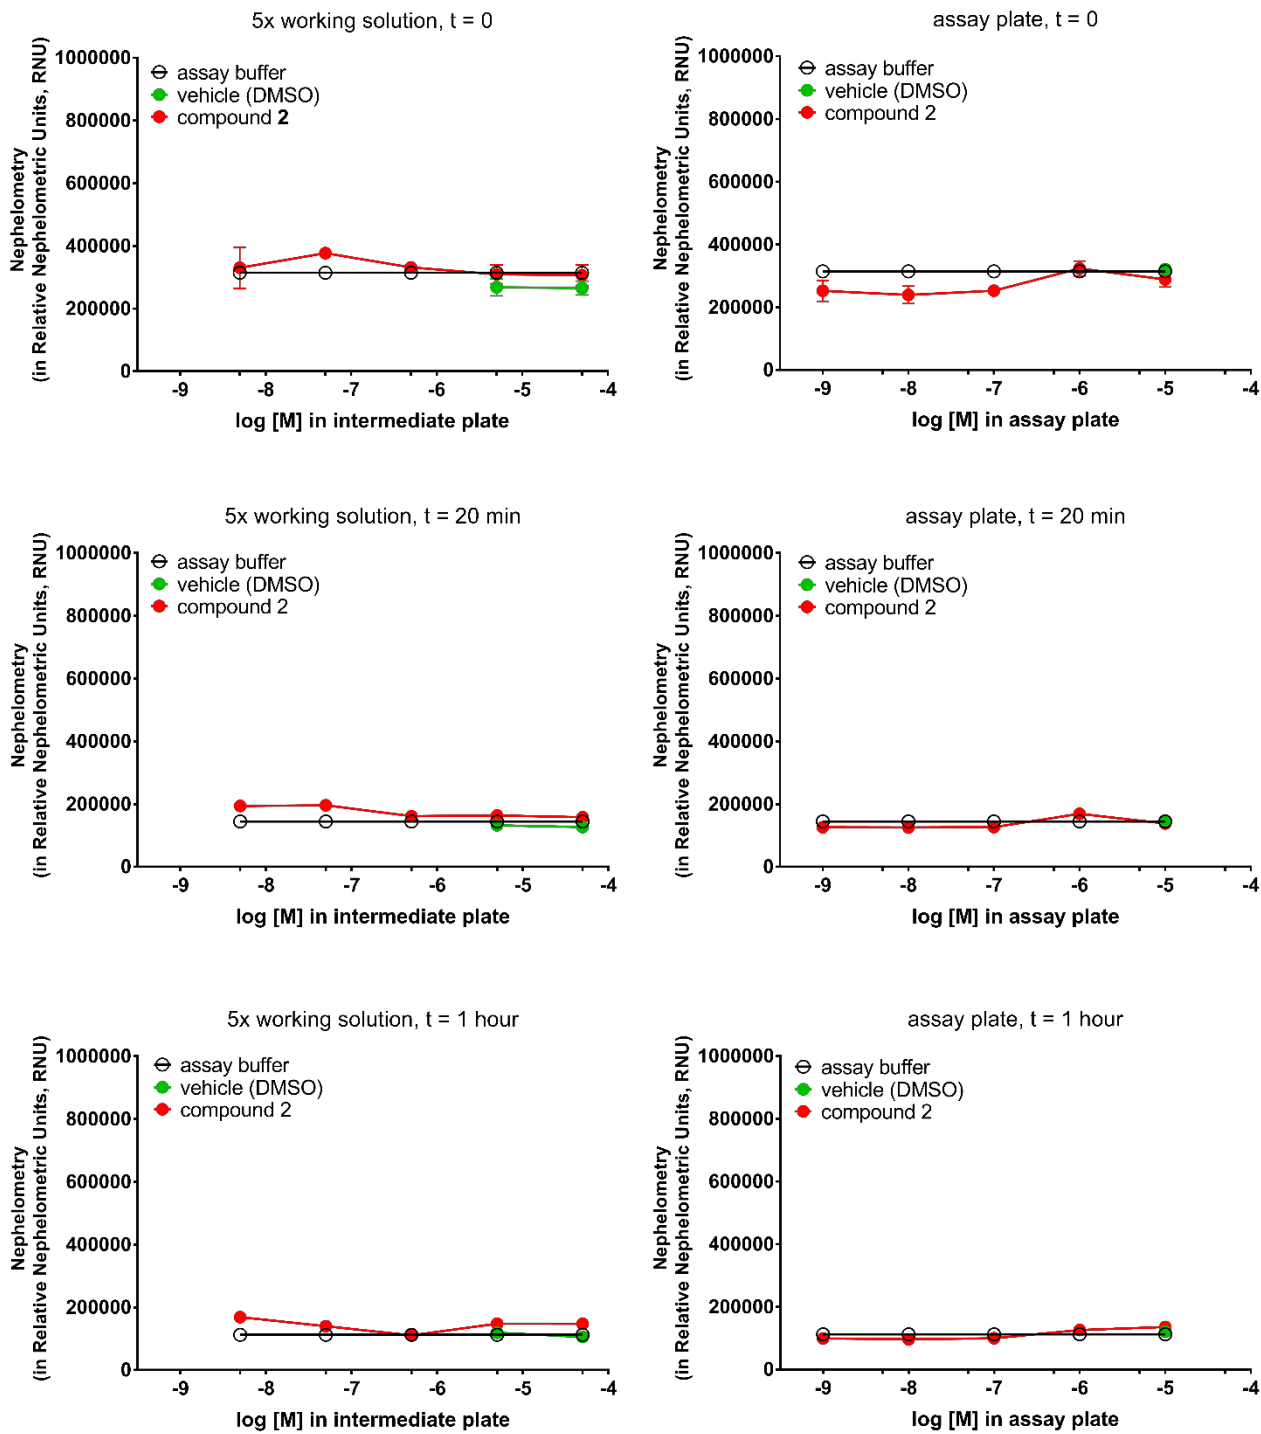 5x working solution, t = 0
Nephelometry
(in Relative Nephelometric Units, RNU)
1000000
800000
600000
400000
200000
0
assay buffer
vehicle (DMSO)
compound 2
-9 -8 -7 -6 -5 -4
log [M] in intermediate plate
assay plate, t = 0
Nephelometry
(in Relative Nephelometric Units, RNU)
1000000
800000
600000
400000
200000
0
assay buffer
vehicle (DMSO)
compound 2
-9 -8 -7 -6 -5 -4
log [M] in assay plate
5x working solution, t = 20 min
Nephelometry
(in Relative Nephelometric Units, RNU)
1000000
800000
600000
400000
200000
0
assay buffer
vehicle (DMSO)
compound 2
-9 -8 -7 -6 -5 -4
log [M] in intermediate plate
assay plate, t = 20 min
Nephelometry
(in Relative Nephelometric Units, RNU)
1000000
800000
600000
400000
200000
0
assay buffer
vehicle (DMSO)
compound 2
-9 -8 -7 -6 -5 -4
log [M] in assay plate
5x working solution, t = 1 hour
Nephelometry
(in Relative Nephelometric Units, RNU)
1000000
800000
600000
400000
200000
0
assay buffer
vehicle (DMSO)
compound 2
-9 -8 -7 -6 -5 -4
log [M] in intermediate plate
assay plate, t = 1 hour
Nephelometry
(in Relative Nephelometric Units, RNU)
1000000
800000
600000
400000
200000
0
assay buffer
vehicle (DMSO)
compound 2
-9 -8 -7 -6 -5 -4
log [M] in assay plate